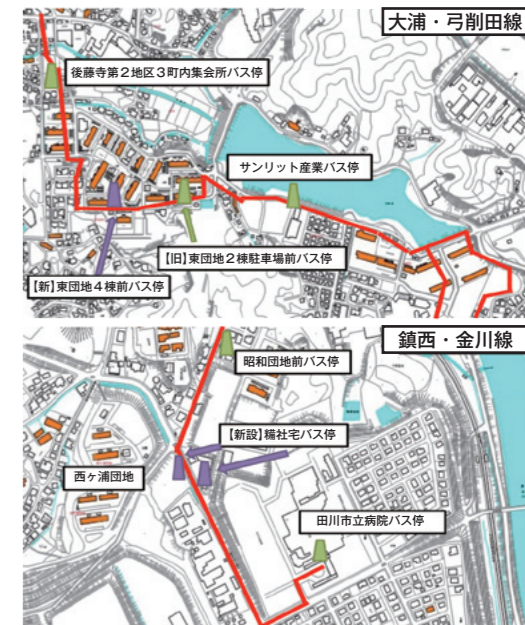 大浦・弓削田線
後藤寺第2地区3町内集会所バス停
サンリット産業バス停
【旧】東団地2棟駐車場前バス停
【新】東団地4棟前バス停
鎮西・金川線
昭和団地前バス停
【新設】糒社宅バス停
西ヶ浦団地
田川市立病院バス停